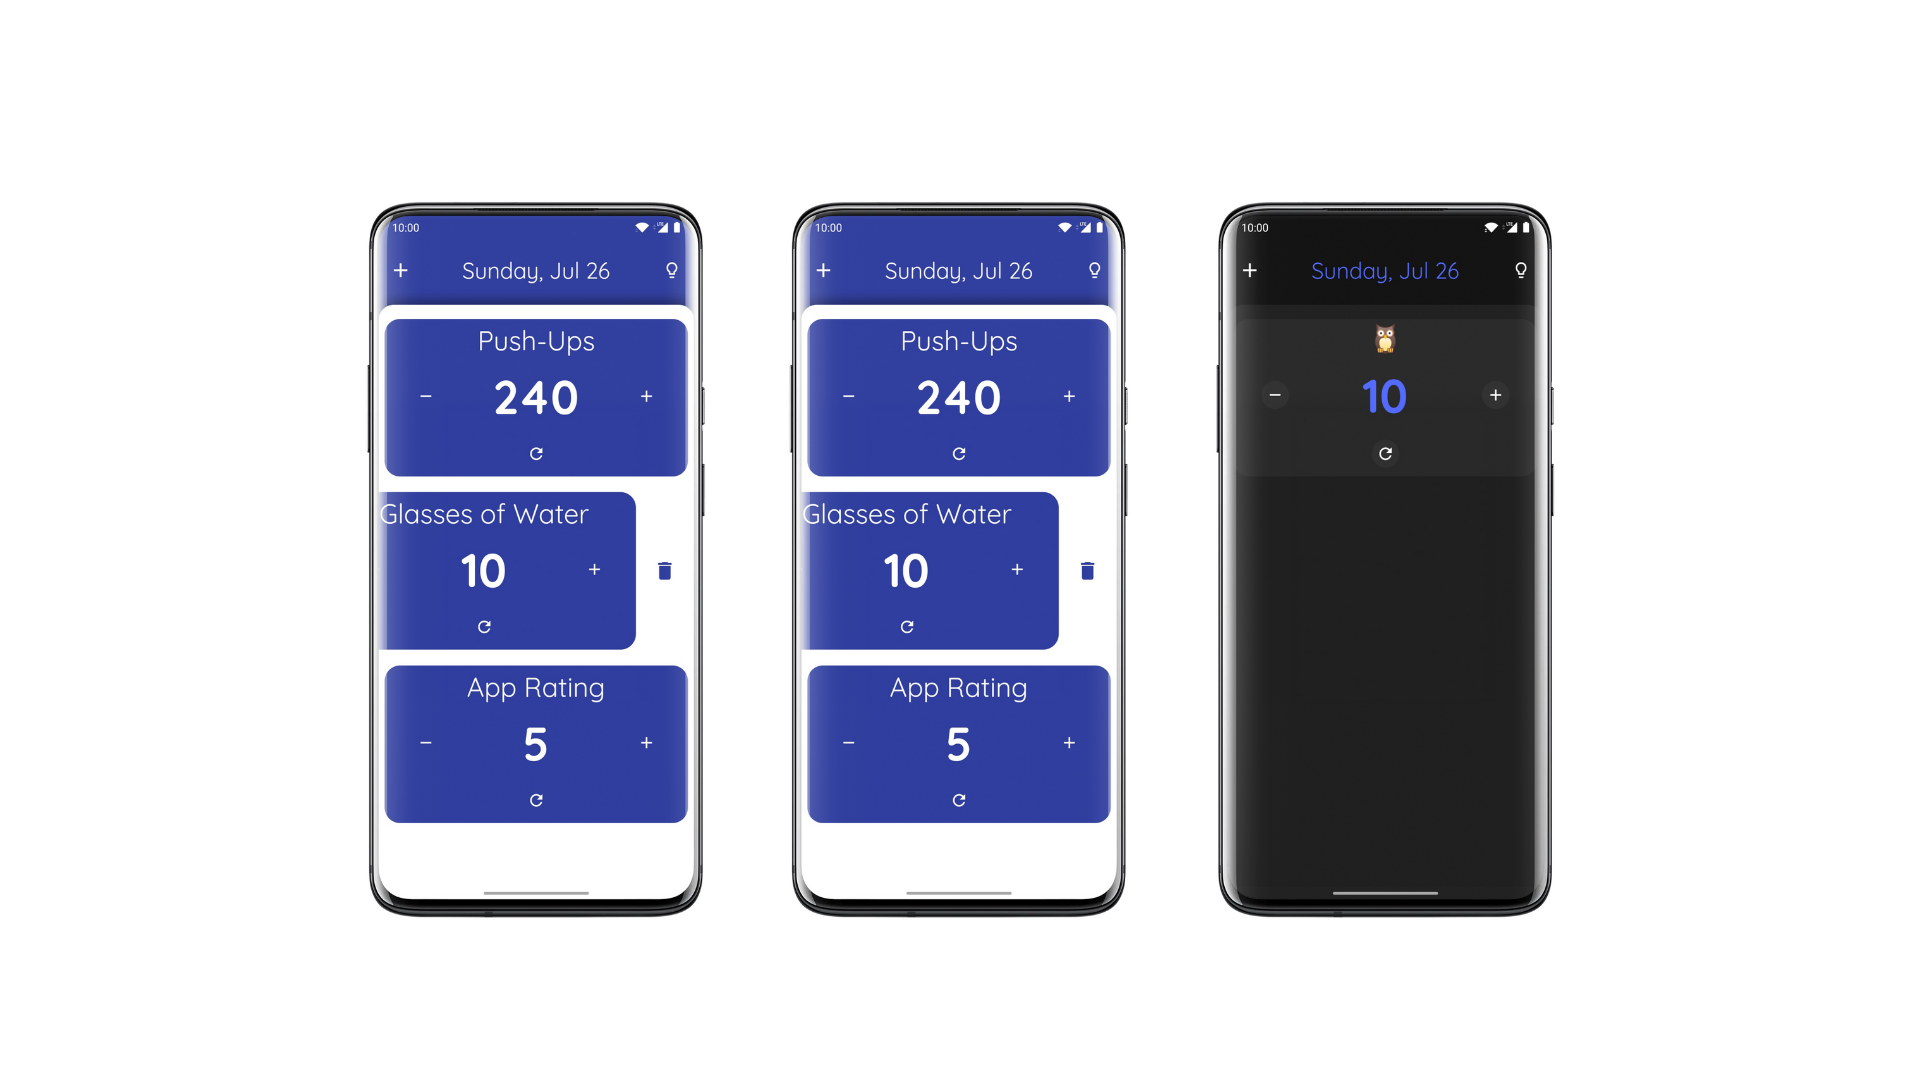 10:00
Sunday, Jul 26
Push-Ups
240
Glasses of Water
10
App Rating
5
10:00
Sunday, Jul 26
Push-Ups
240
Glasses of Water
10
App Rating
5
10:00
Sunday, Jul 26
10